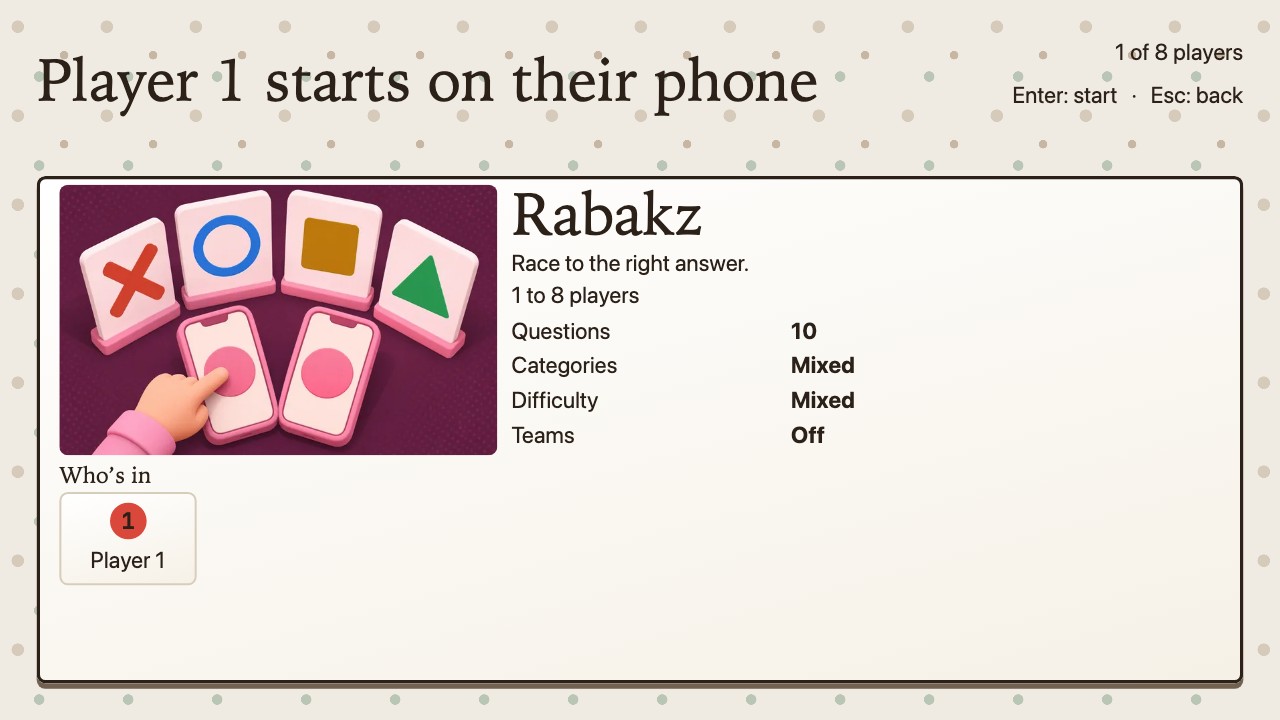 Player 1 starts on their phone
1 of 8 players
Enter: start · Esc: back
Rabakz
Race to the right answer.
1 to 8 players
Questions 10
Categories Mixed
Difficulty Mixed
Teams Off
Who's in
1
Player 1